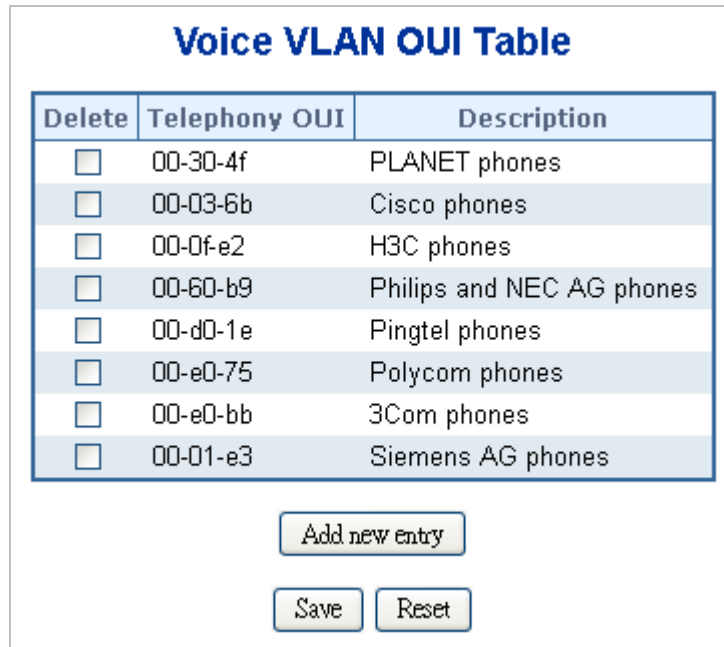 Voice VLAN OUI Table
Delete Telephony OUI Description
00-30-4f PLANET phones
00-03-6b Cisco phones
00-0f-e2 H3C phones
00-60-b9 Philips and NEC AG phones
00-d0-1e Pingtel phones
00-e0-75 Polycom phones
00-e0-bb 3Com phones
00-01-e3 Siemens AG phones
Add new entry
Save Reset